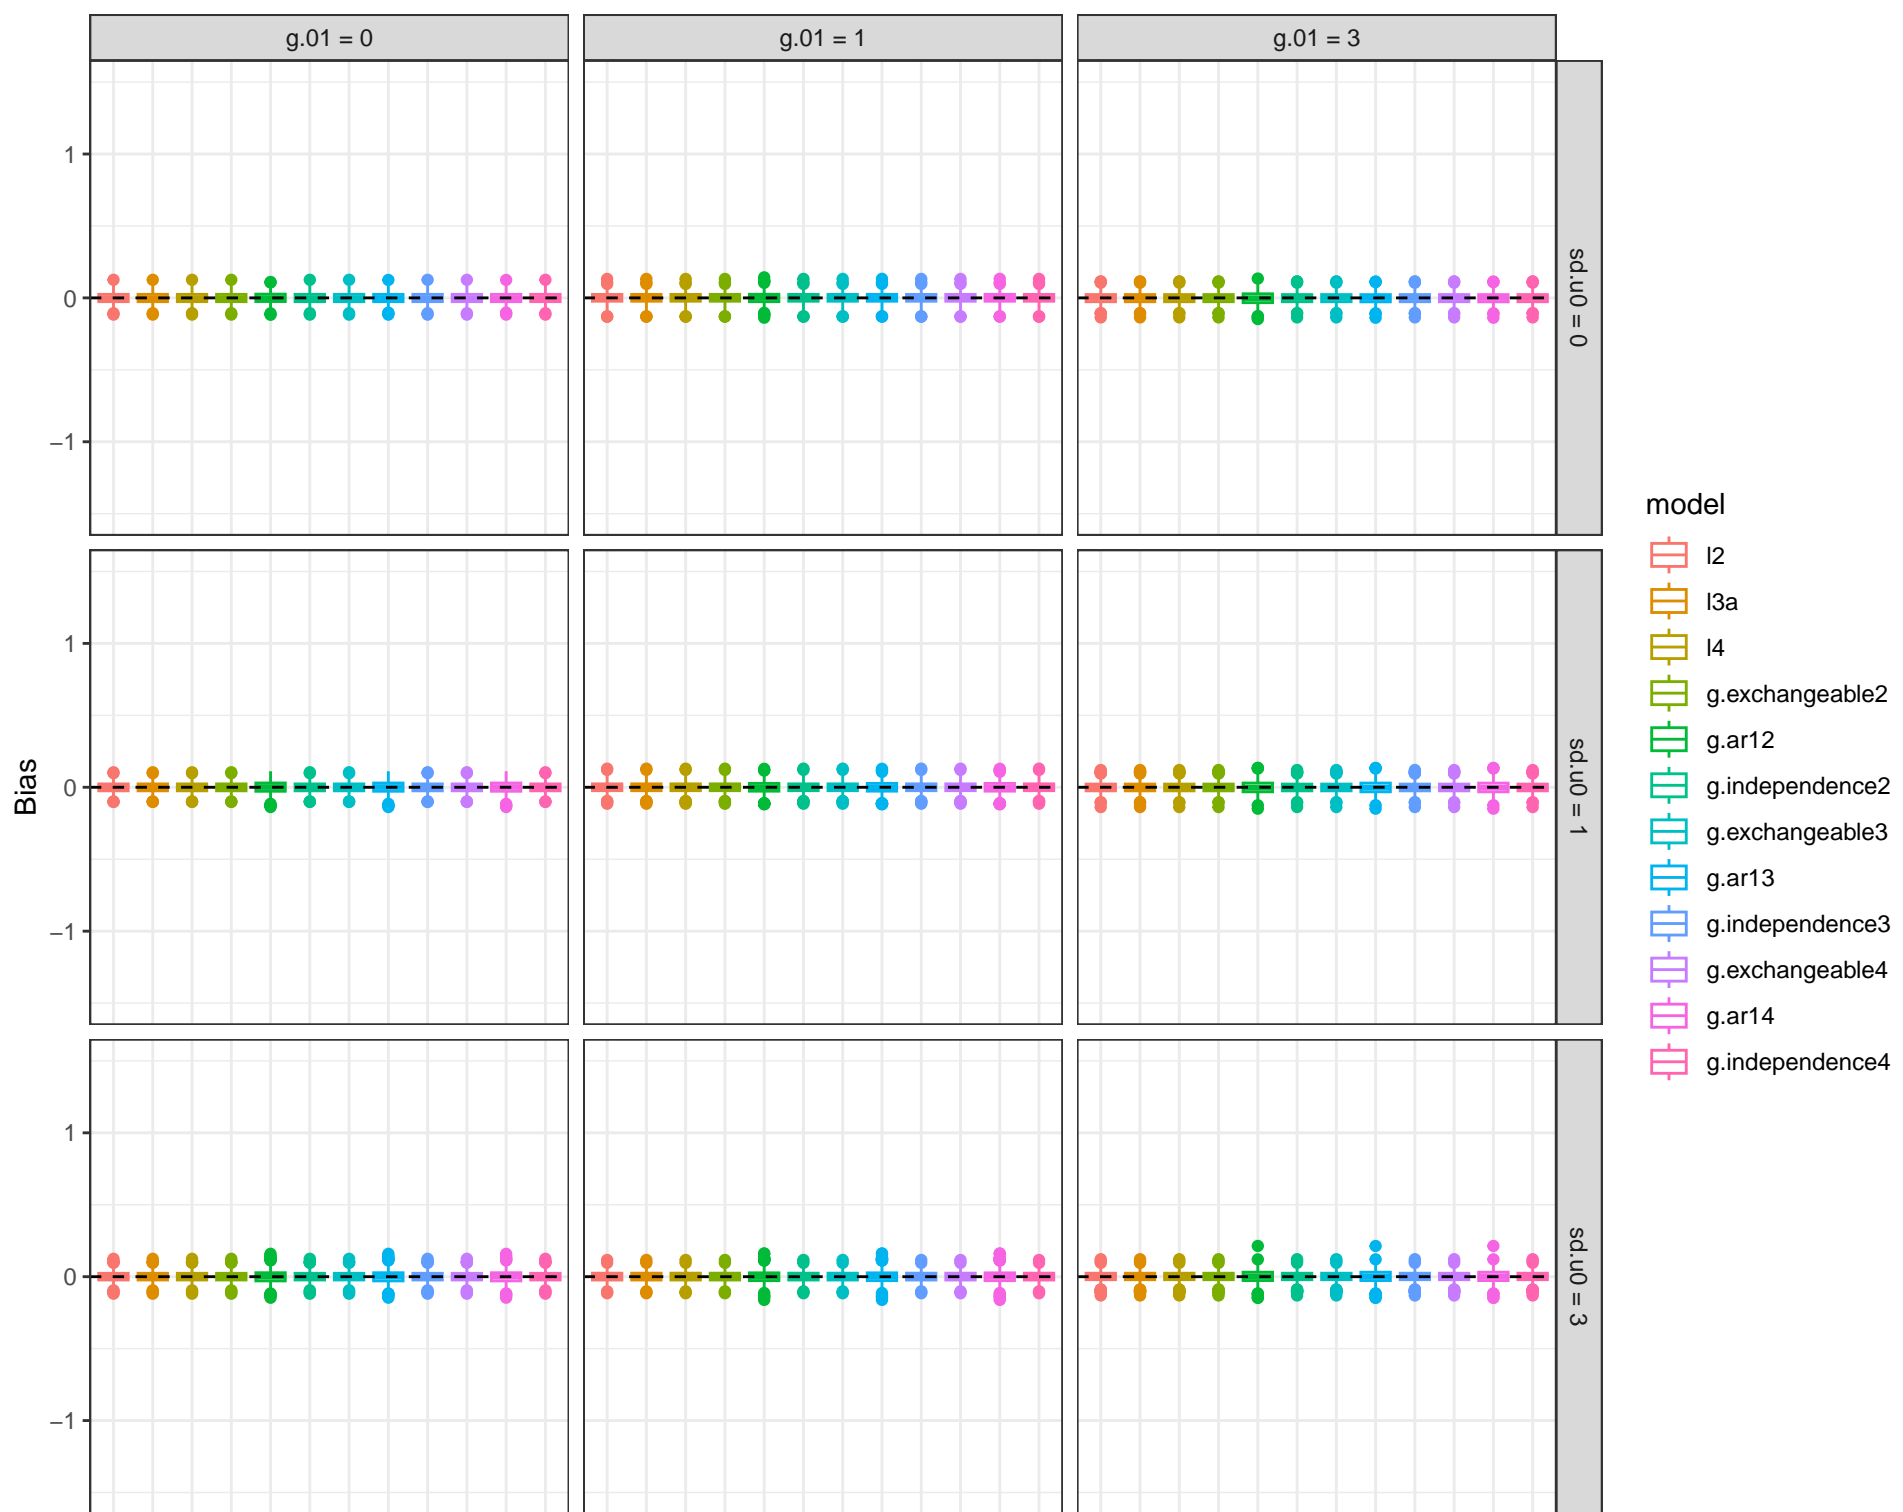 g.01 = 0
g.01 = 1
g.01 = 3
1
0
−1
sd.u0 = 0
1
0
−1
sd.u0 = 1
1
0
−1
sd.u0 = 3
Bias
model
l2
l3a
l4
g.exchangeable2
g.ar12
g.independence2
g.exchangeable3
g.ar13
g.independence3
g.exchangeable4
g.ar14
g.independence4